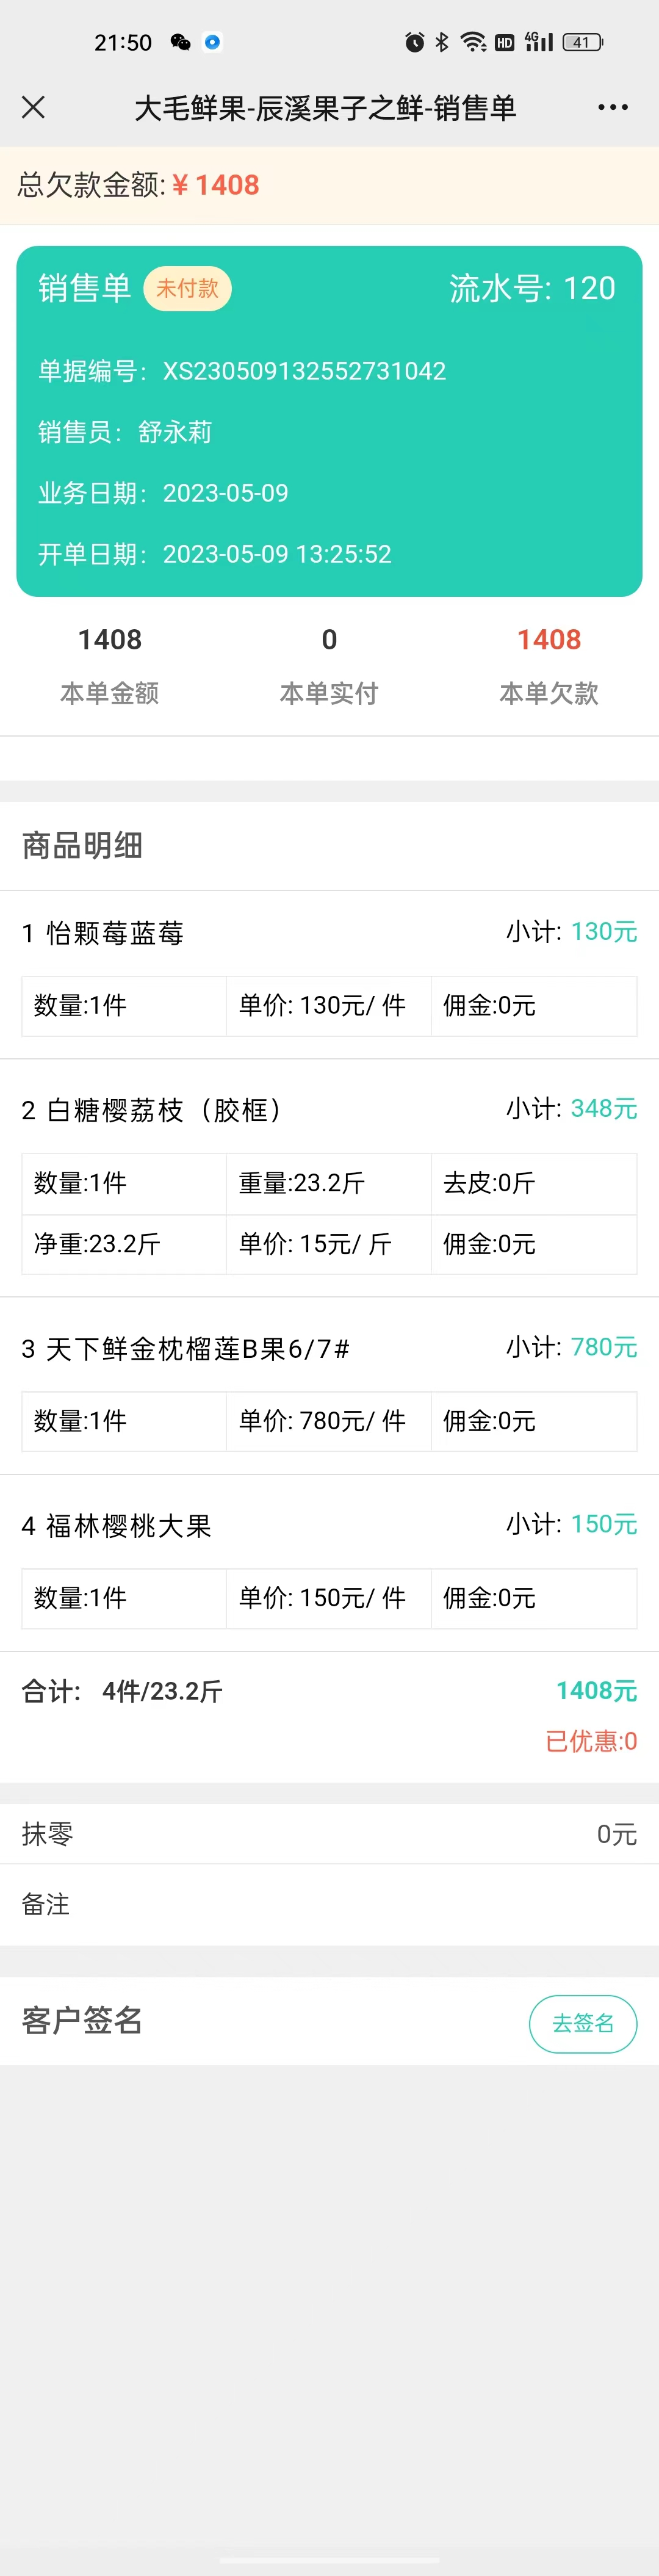 21:50 HD 4G 41
大毛鲜果-辰溪果子之鲜-销售单
总欠款金额:¥1408
销售单 未付款 流水号: 120
单据编号: XS230509132552731042
销售员: 舒永莉
业务日期: 2023-05-09
开单日期: 2023-05-09 13:25:52
1408 0 1408
本单金额 本单实付 本单欠款
商品明细
1 怡颗莓蓝莓 小计: 130元
数量:1件 单价: 130元/ 件 佣金:0元
2 白糖樱荔枝（胶框） 小计: 348元
数量:1件 重量:23.2斤 去皮:0斤
净重:23.2斤 单价: 15元/ 斤 佣金:0元
3 天下鲜金枕榴莲B果6/7# 小计: 780元
数量:1件 单价: 780元/ 件 佣金:0元
4 福林樱桃大果 小计: 150元
数量:1件 单价: 150元/ 件 佣金:0元
合计: 4件/23.2斤 1408元
已优惠:0
抹零 0元
备注
客户签名 去签名